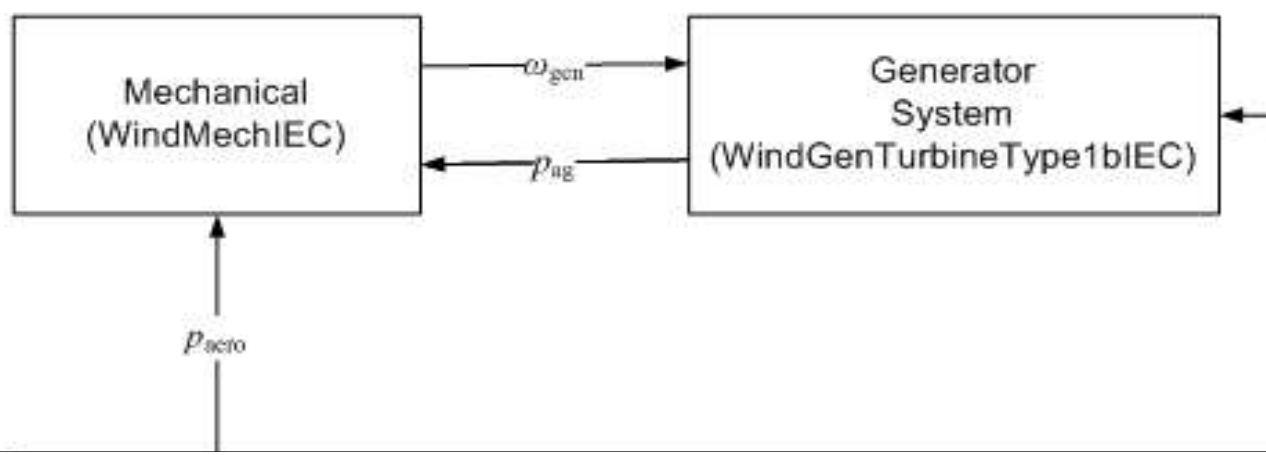 Mechanical
(WindMechIEC)
ωgen
pag
Generator
System
(WindGenTurbineType1bIEC)
paero